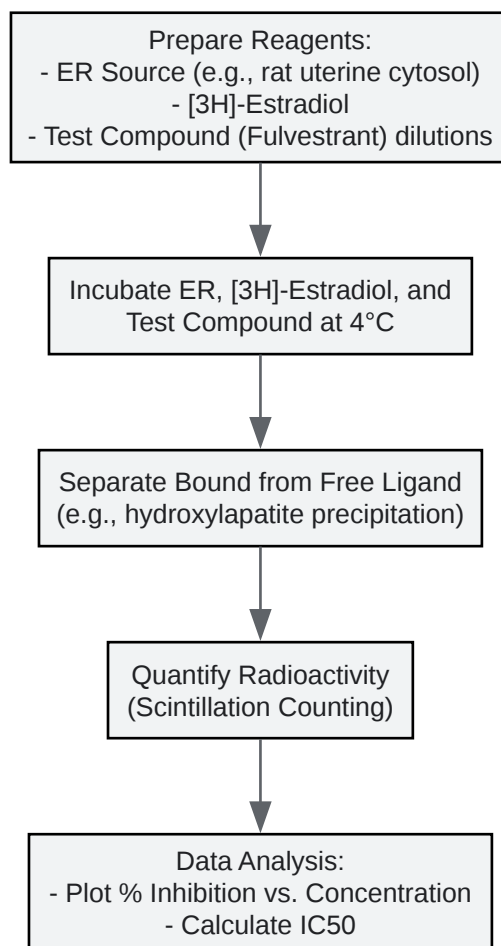 Prepare Reagents:
- ER Source (e.g., rat uterine cytosol)
- [3H]-Estradiol
- Test Compound (Fulvestrant) dilutions
Incubate ER, [3H]-Estradiol, and
Test Compound at 4°C
Separate Bound from Free Ligand
(e.g., hydroxylapatite precipitation)
Quantify Radioactivity
(Scintillation Counting)
Data Analysis:
- Plot % Inhibition vs. Concentration
- Calculate IC50